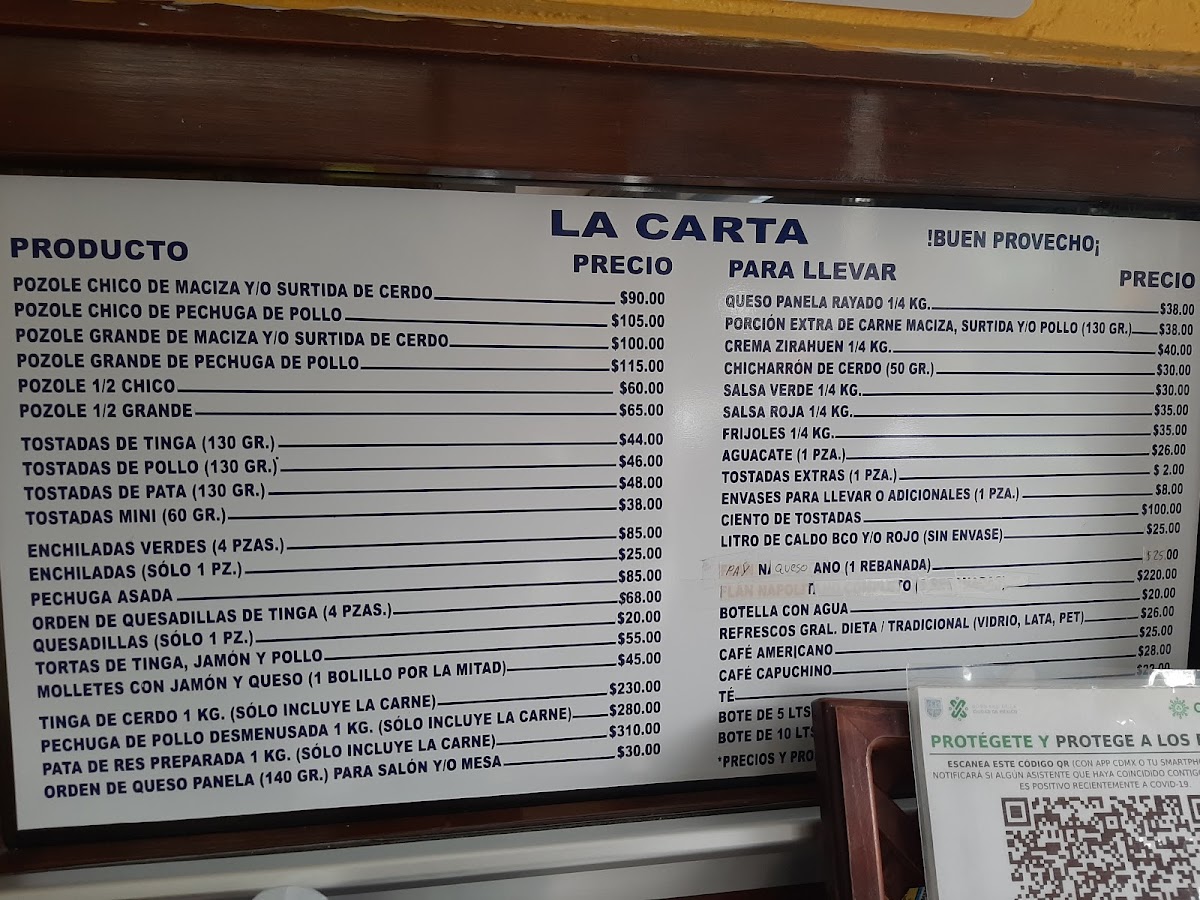 LA CARTA
!BUEN PROVECHO¡
PRODUCTO
PRECIO
POZOLE CHICO DE MACIZA Y/O SURTIDA DE CERDO $90.00
POZOLE CHICO DE PECHUGA DE POLLO $105.00
POZOLE GRANDE DE MACIZA Y/O SURTIDA DE CERDO $100.00
POZOLE GRANDE DE PECHUGA DE POLLO $115.00
POZOLE 1/2 CHICO $60.00
POZOLE 1/2 GRANDE $65.00
TOSTADAS DE TINGA (130 GR.) $44.00
TOSTADAS DE POLLO (130 GR.) $46.00
TOSTADAS DE PATA (130 GR.) $48.00
TOSTADAS MINI (60 GR.) $38.00
ENCHILADAS VERDES (4 PZAS.) $85.00
ENCHILADAS (SÓLO 1 PZ.) $25.00
PECHUGA ASADA $85.00
ORDEN DE QUESADILLAS DE TINGA (4 PZAS.) $68.00
QUESADILLAS (SÓLO 1 PZ.) $20.00
TORTAS DE TINGA, JAMÓN Y POLLO $55.00
MOLLETES CON JAMÓN Y QUESO (1 BOLILLO POR LA MITAD) $45.00
TINGA DE CERDO 1 KG. (SÓLO INCLUYE LA CARNE) $230.00
PECHUGA DE POLLO DESMENUSADA 1 KG. (SÓLO INCLUYE LA CARNE) $280.00
PATA DE RES PREPARADA 1 KG. (SÓLO INCLUYE LA CARNE) $310.00
ORDEN DE QUESO PANELA (140 GR.) PARA SALÓN Y/O MESA $30.00
PARA LLEVAR
PRECIO
QUESO PANELA RAYADO 1/4 KG. $38.00
PORCIÓN EXTRA DE CARNE MACIZA, SURTIDA Y/O POLLO (130 GR.) $38.00
CREMA ZIRAHUEN 1/4 KG. $40.00
CHICHARRÓN DE CERDO (50 GR.) $30.00
SALSA VERDE 1/4 KG. $30.00
SALSA ROJA 1/4 KG. $35.00
FRIJOLES 1/4 KG. $35.00
AGUACATE (1 PZA.) $26.00
TOSTADAS EXTRAS (1 PZA.) $ 2.00
ENVASES PARA LLEVAR O ADICIONALES (1 PZA.) $8.00
CIENTO DE TOSTADAS $100.00
LITRO DE CALDO BCO Y/O ROJO (SIN ENVASE) $25.00
PAY QUESO ANO (1 REBANADA) $25.00
FLAN NAPOL TO ( $220.00
BOTELLA CON AGUA $20.00
REFRESCOS GRAL. DIETA / TRADICIONAL (VIDRIO, LATA, PET) $26.00
CAFÉ AMERICANO $25.00
CAFÉ CAPUCHINO $28.00
TÉ
BOTE DE 5 LTS
BOTE DE 10 LTS
*PRECIOS Y PRO
PROTÉGETE Y PROTEGE A LOS
ESCANEA ESTE CÓDIGO QR (CON APP CDMX O TU SMARTPH
NOTIFICARÁ SI ALGÚN ASISTENTE QUE HAYA COINCIDIDO CONTIG
ES POSITIVO RECIENTEMENTE A COVID-19.